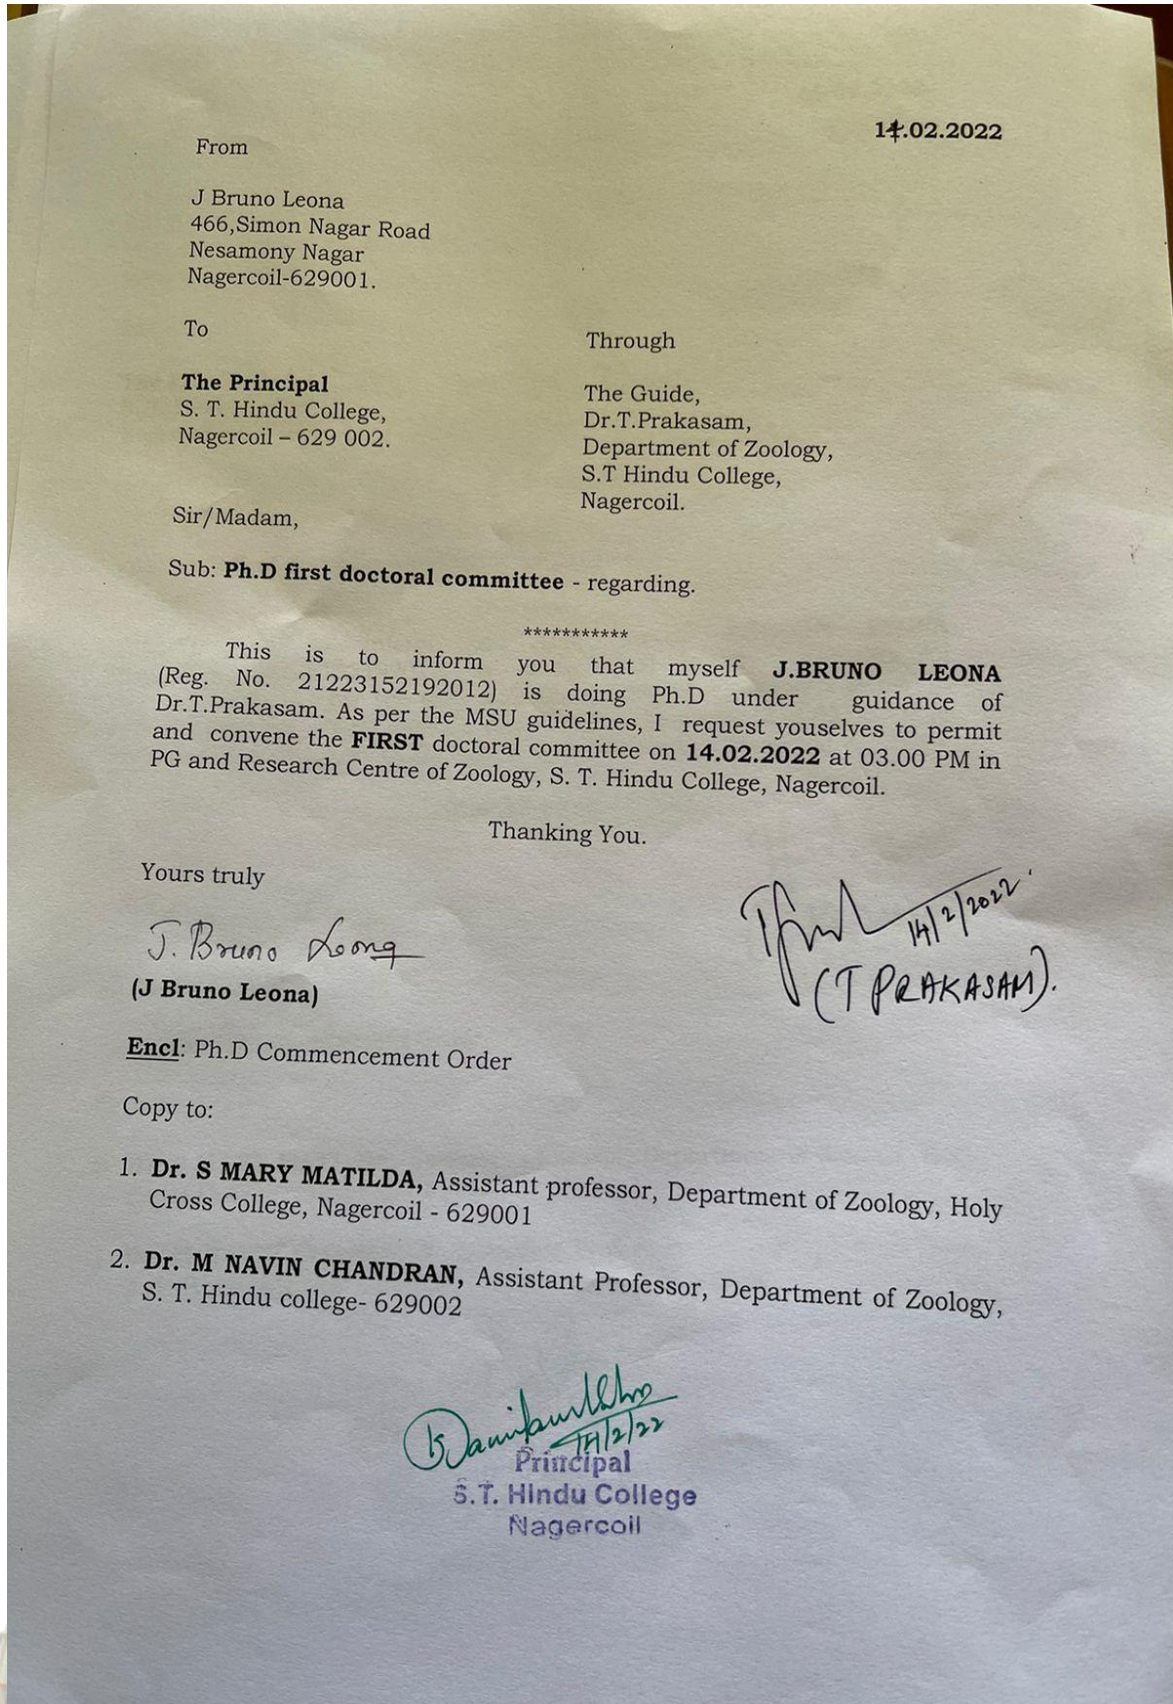 14.02.2022
From
J Bruno Leona
466,Simon Nagar Road
Nesamony Nagar
Nagercoil-629001.
To
The Principal
S. T. Hindu College,
Nagercoil – 629 002.
Through
The Guide,
Dr.T.Prakasam,
Department of Zoology,
S.T Hindu College,
Nagercoil.
Sir/Madam,
Sub: Ph.D first doctoral committee - regarding.
***********
This is to inform you that myself J.BRUNO LEONA
(Reg. No. 21223152192012) is doing Ph.D under guidance of
Dr.T.Prakasam. As per the MSU guidelines, I request youselves to permit
and convene the FIRST doctoral committee on 14.02.2022 at 03.00 PM in
PG and Research Centre of Zoology, S. T. Hindu College, Nagercoil.
Thanking You.
Yours truly
J. Bruno Leona
(J Bruno Leona)
14/2/2022
(T PRAKASAM).
Encl: Ph.D Commencement Order
Copy to:
1. Dr. S MARY MATILDA, Assistant professor, Department of Zoology, Holy
Cross College, Nagercoil - 629001
2. Dr. M NAVIN CHANDRAN, Assistant Professor, Department of Zoology,
S. T. Hindu college- 629002
14/2/22
Principal
S.T. Hindu College
Nagercoil